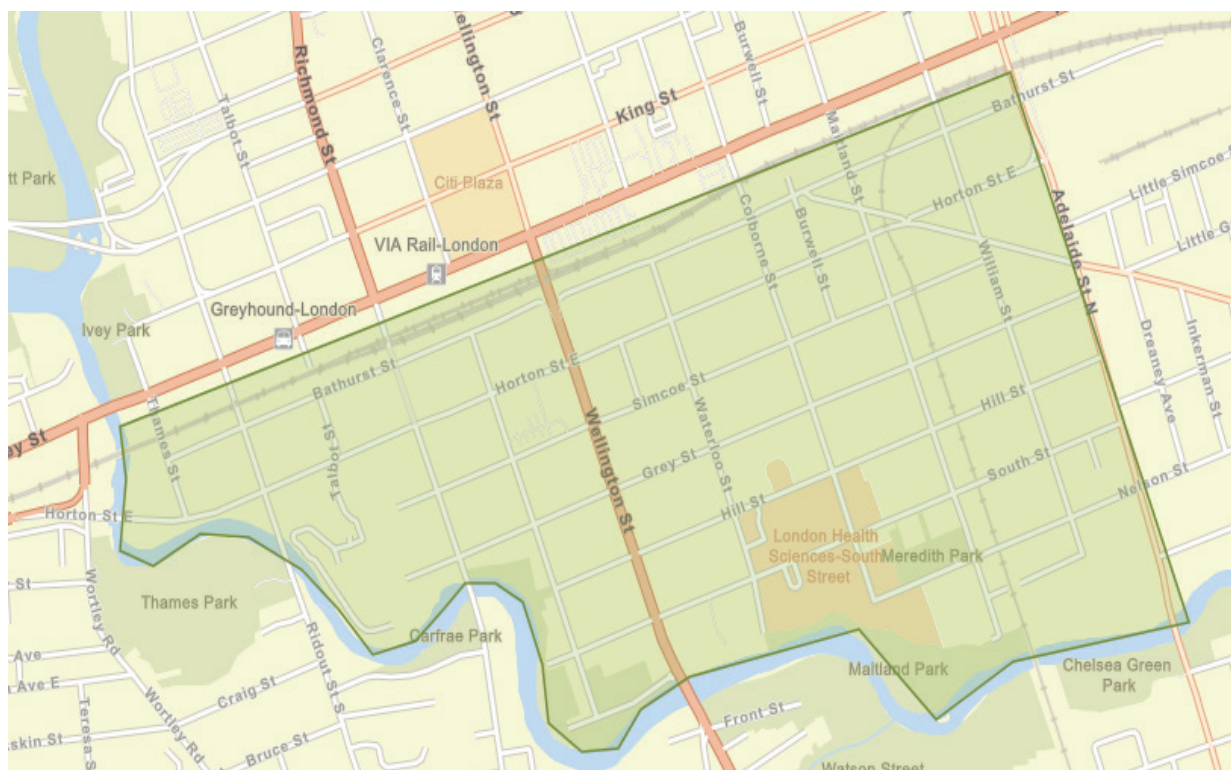 Richmond St
Clarence St
ellington St
Burwell St
King St
Talbot St
Maitland St
Bathurst St
tt Park
Citi Plaza
Horton St E
Little Simcoe
Adelaide St N
VIA Rail-London
Colborne St
Burwell St
William St
Little G
Greyhound-London
Ivey Park
Bathurst St
Horton St E
Simcoe St
Dreaney Ave
Inkerman St
Thames St
Talbot St
Wellington St
Waterloo St
Hill St
ey St
Grey St
South St
Nelson St
Horton St E
Hill St
London Health
Sciences-South
Street
Meredith Park
St
Thames Park
Wortley Rd
Ridout St S
Carfrae Park
Ave
Ave E
Craig St
Maitland Park
Chelsea Green
Park
Teresa S
Wortley Rd
Front St
skin St
Bruce St
Watson Street